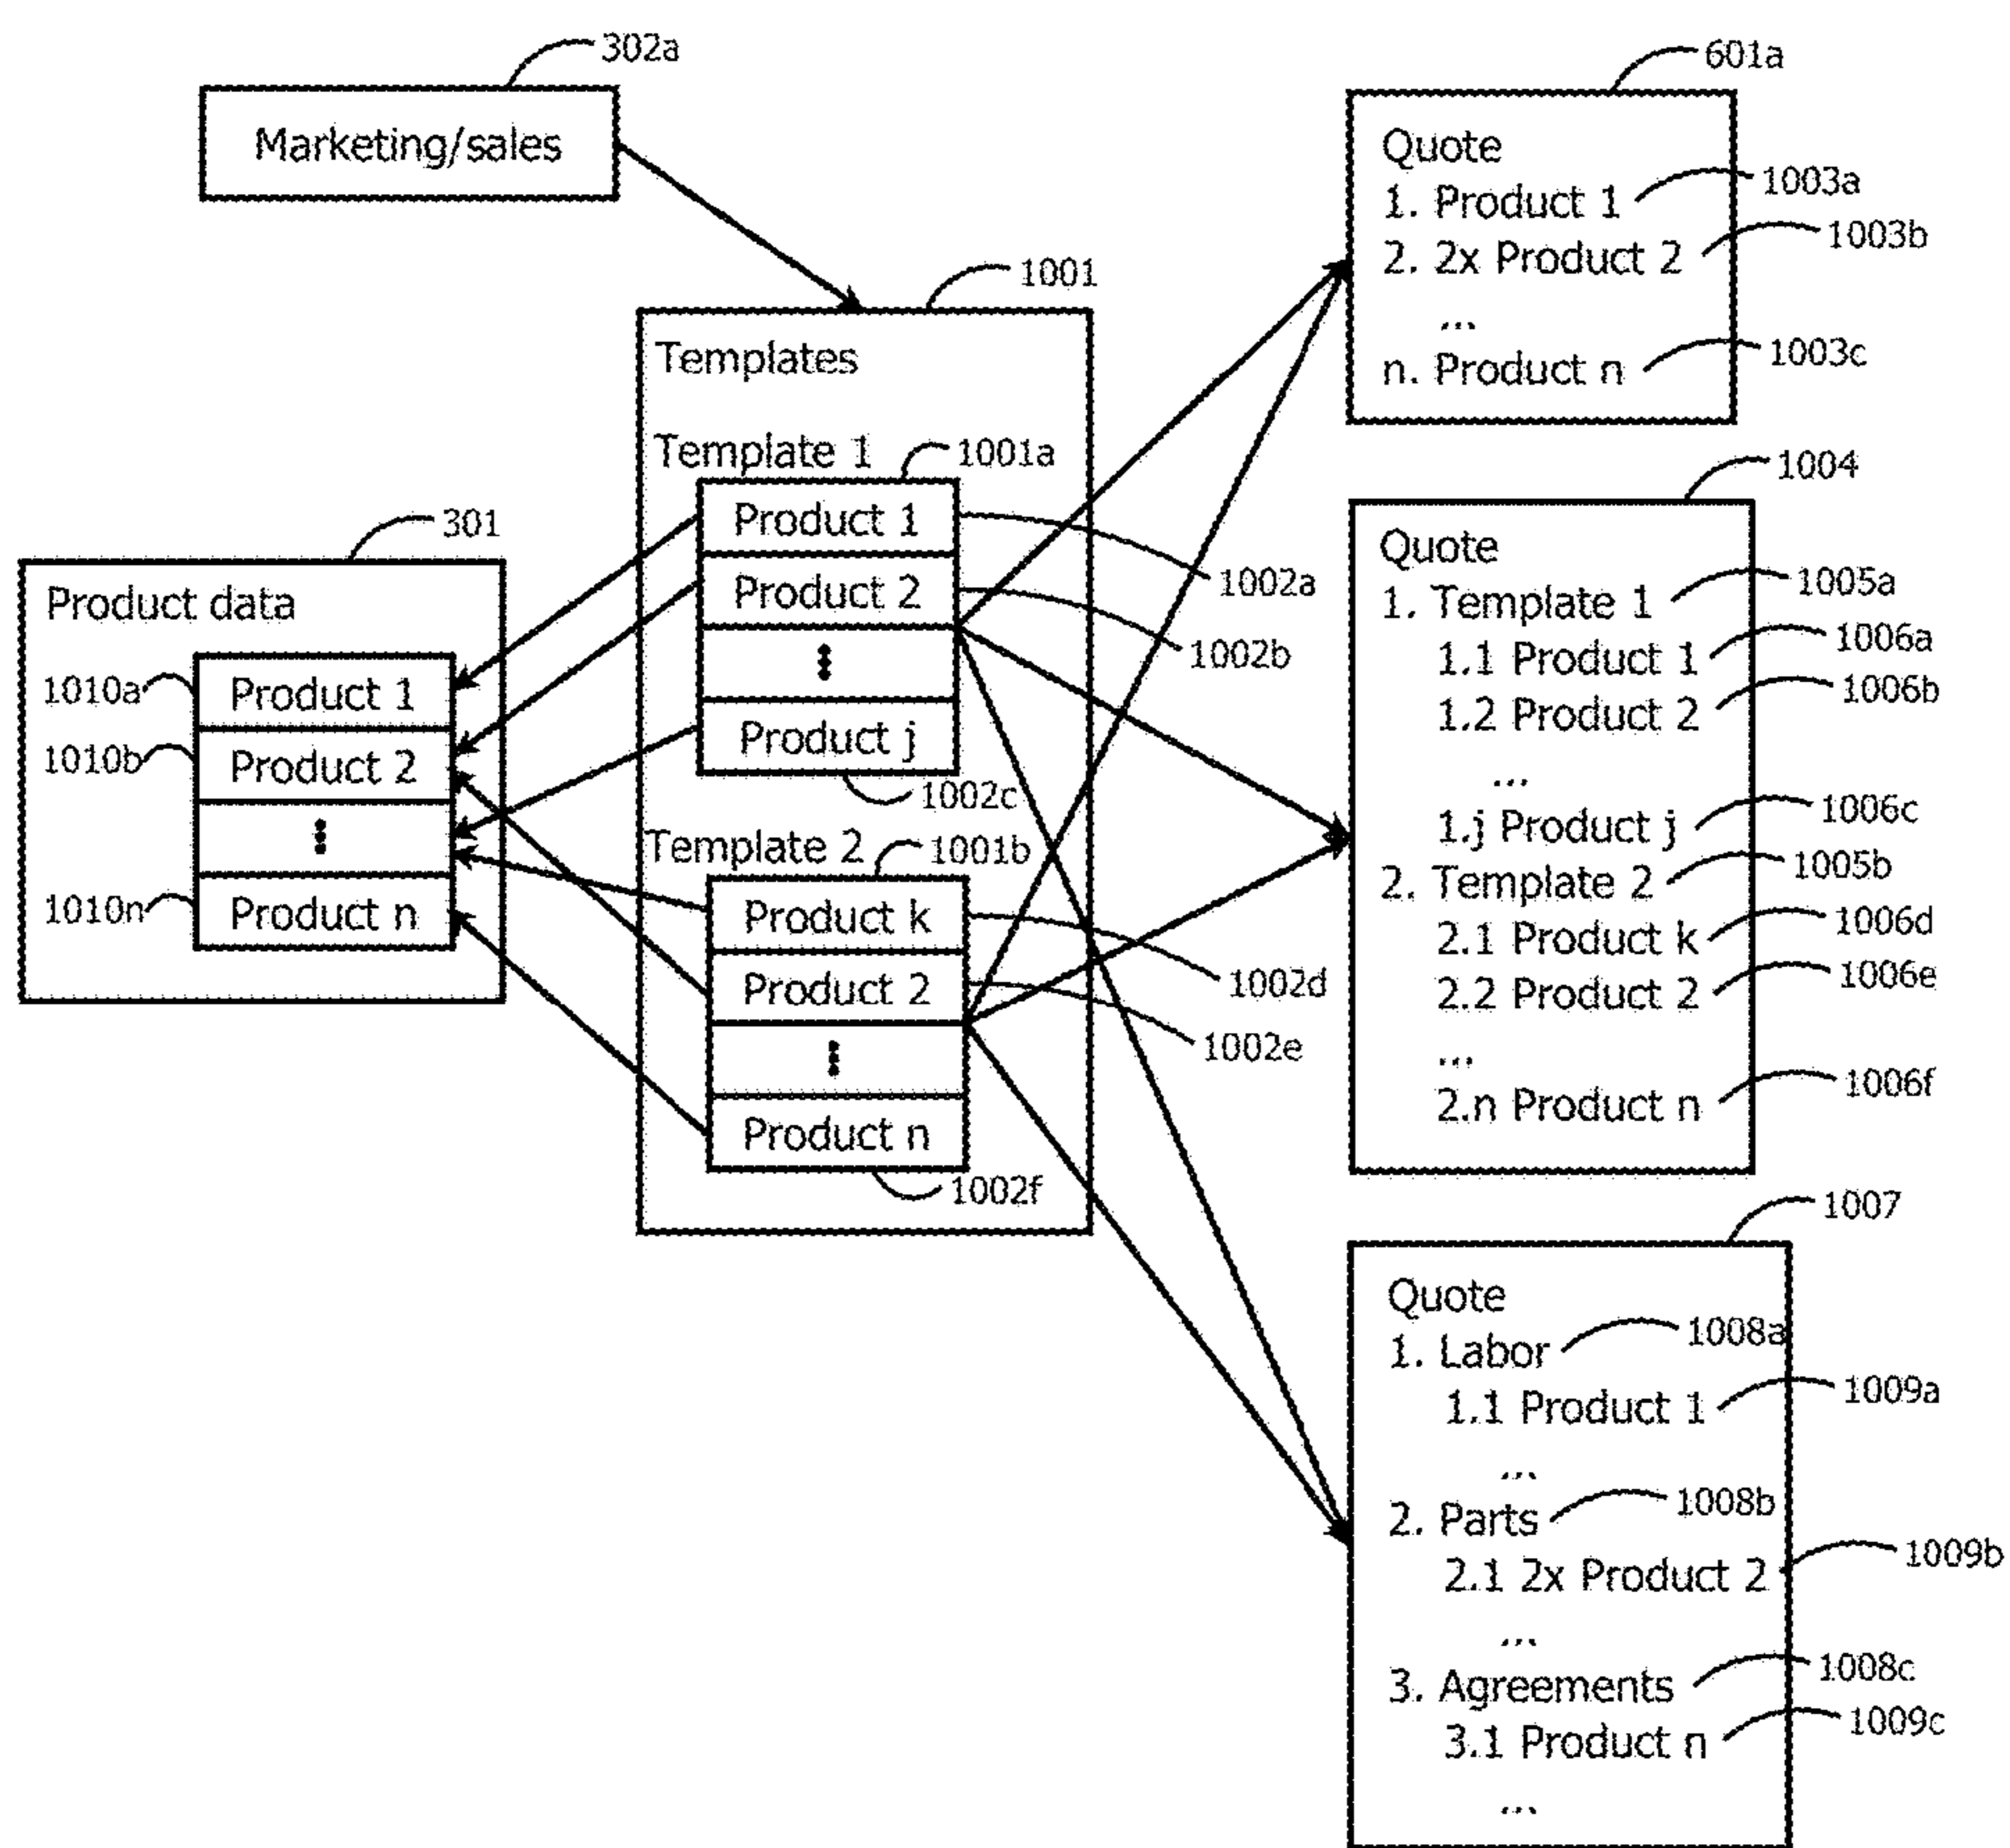 302a
Marketing/sales
601a
Quote
1. Product 1
1003a
2. 2x Product 2
1003b
...
n. Product n
1003c
1001
Templates
Template 1
1001a
Product 1
1002a
Product 2
1002b
Product j
1002c
Template 2
1001b
Product k
1002d
Product 2
1002e
Product n
1002f
301
Product data
1010a
Product 1
1010b
Product 2
1010n
Product n
1004
Quote
1. Template 1
1005a
1.1 Product 1
1006a
1.2 Product 2
1006b
...
1.j Product j
1006c
2. Template 2
1005b
2.1 Product k
1006d
2.2 Product 2
1006e
...
2.n Product n
1006f
1007
Quote
1. Labor
1008a
1.1 Product 1
1009a
...
2. Parts
1008b
2.1 2x Product 2
1009b
...
3. Agreements
1008c
3.1 Product n
1009c
...